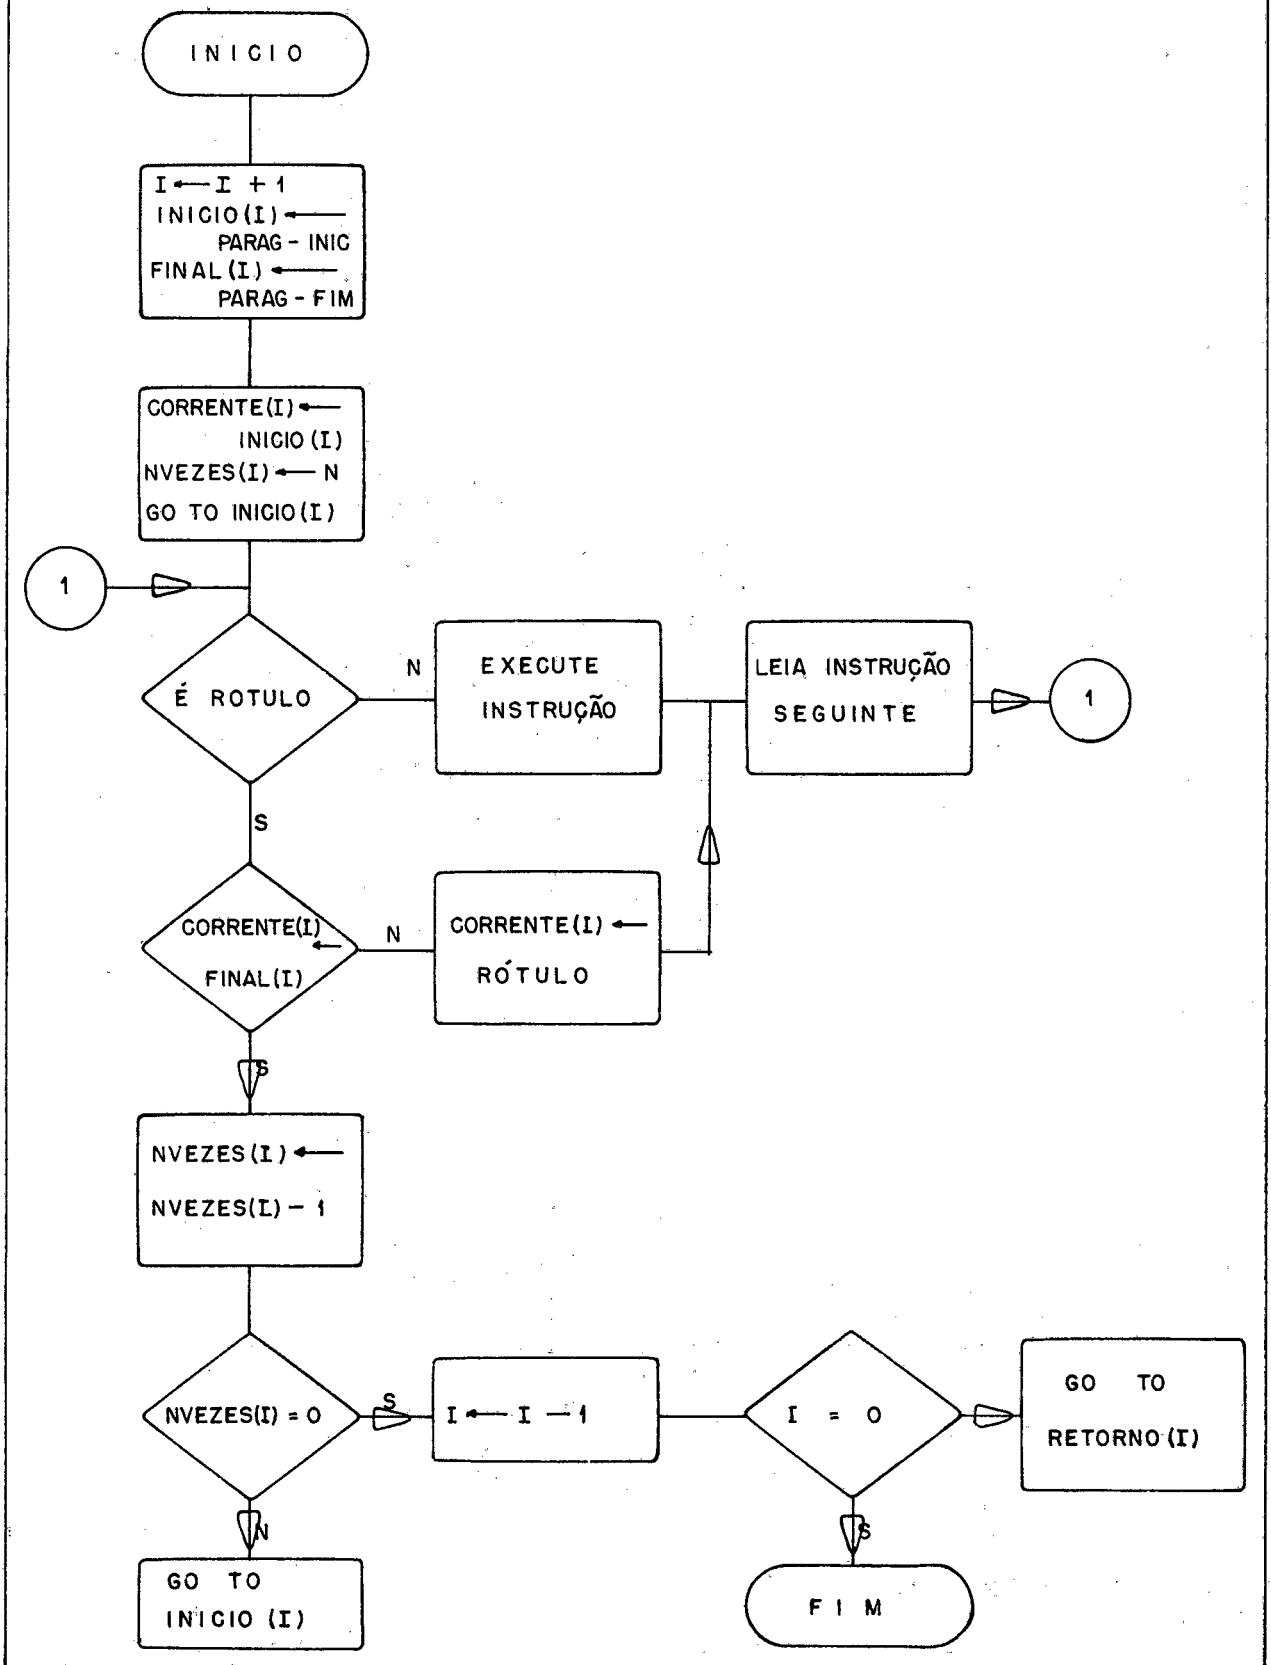 INICIO
I ← I + 1
INICIO(I) ←
PARAG - INIC
FINAL(I) ←
PARAG - FIM
CORRENTE(I) ←
INICIO(I)
NVEZES(I) ← N
GO TO INICIO(I)
1
É ROTULO
N
EXECUTE
INSTRUÇÃO
LEIA INSTRUÇÃO
SEGUINTE
1
S
CORRENTE(I)
←
FINAL(I)
N
CORRENTE(I) ←
RÓTULO
S
NVEZES(I) ←
NVEZES(I) - 1
NVEZES(I) = 0
S
I ← I - 1
I = 0
GO TO
RETORNO(I)
N
S
GO TO
INICIO(I)
FIM